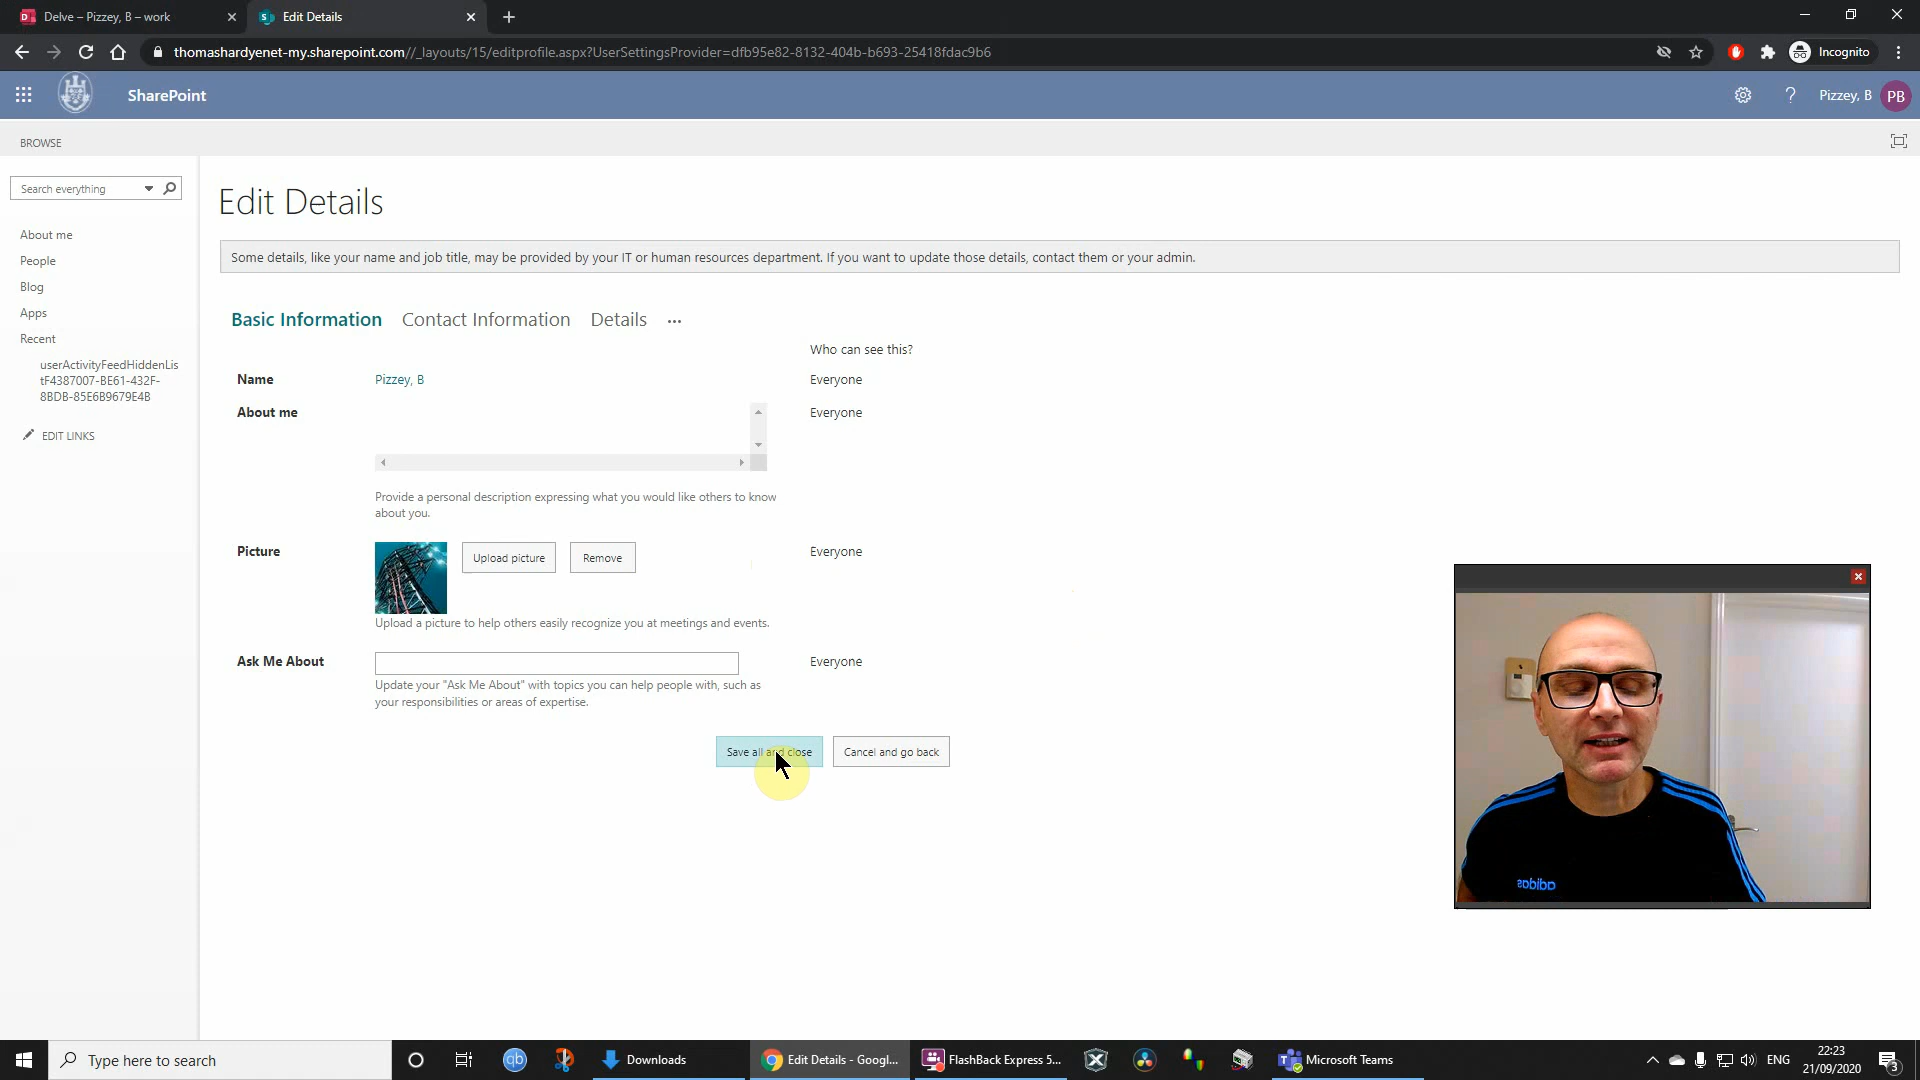 Delve – Pizzey, B – work
Edit Details
thomashardyenet-my.sharepoint.com//_layouts/15/editprofile.aspx?UserSettingsProvider=dfb95e82-8132-404b-b693-25418fdac9b6
Incognito
SharePoint
? Pizzey, B PB
BROWSE
Search everything
About me
People
Blog
Apps
Recent
userActivityFeedHiddenLis
tF4387007-BE61-432F-
8BDB-85E6B9679E4B
EDIT LINKS
Edit Details
Some details, like your name and job title, may be provided by your IT or human resources department. If you want to update those details, contact them or your admin.
Basic Information Contact Information Details ...
Who can see this?
Name Pizzey, B Everyone
About me Everyone
Provide a personal description expressing what you would like others to know
about you.
Picture Upload picture Remove Everyone
Upload a picture to help others easily recognize you at meetings and events.
Ask Me About Everyone
Update your "Ask Me About" with topics you can help people with, such as
your responsibilities or areas of expertise.
Save all and close Cancel and go back
adidas
Type here to search
qb
Downloads
Edit Details - Googl...
FlashBack Express 5...
Microsoft Teams
ENG
22:23
21/09/2020
3